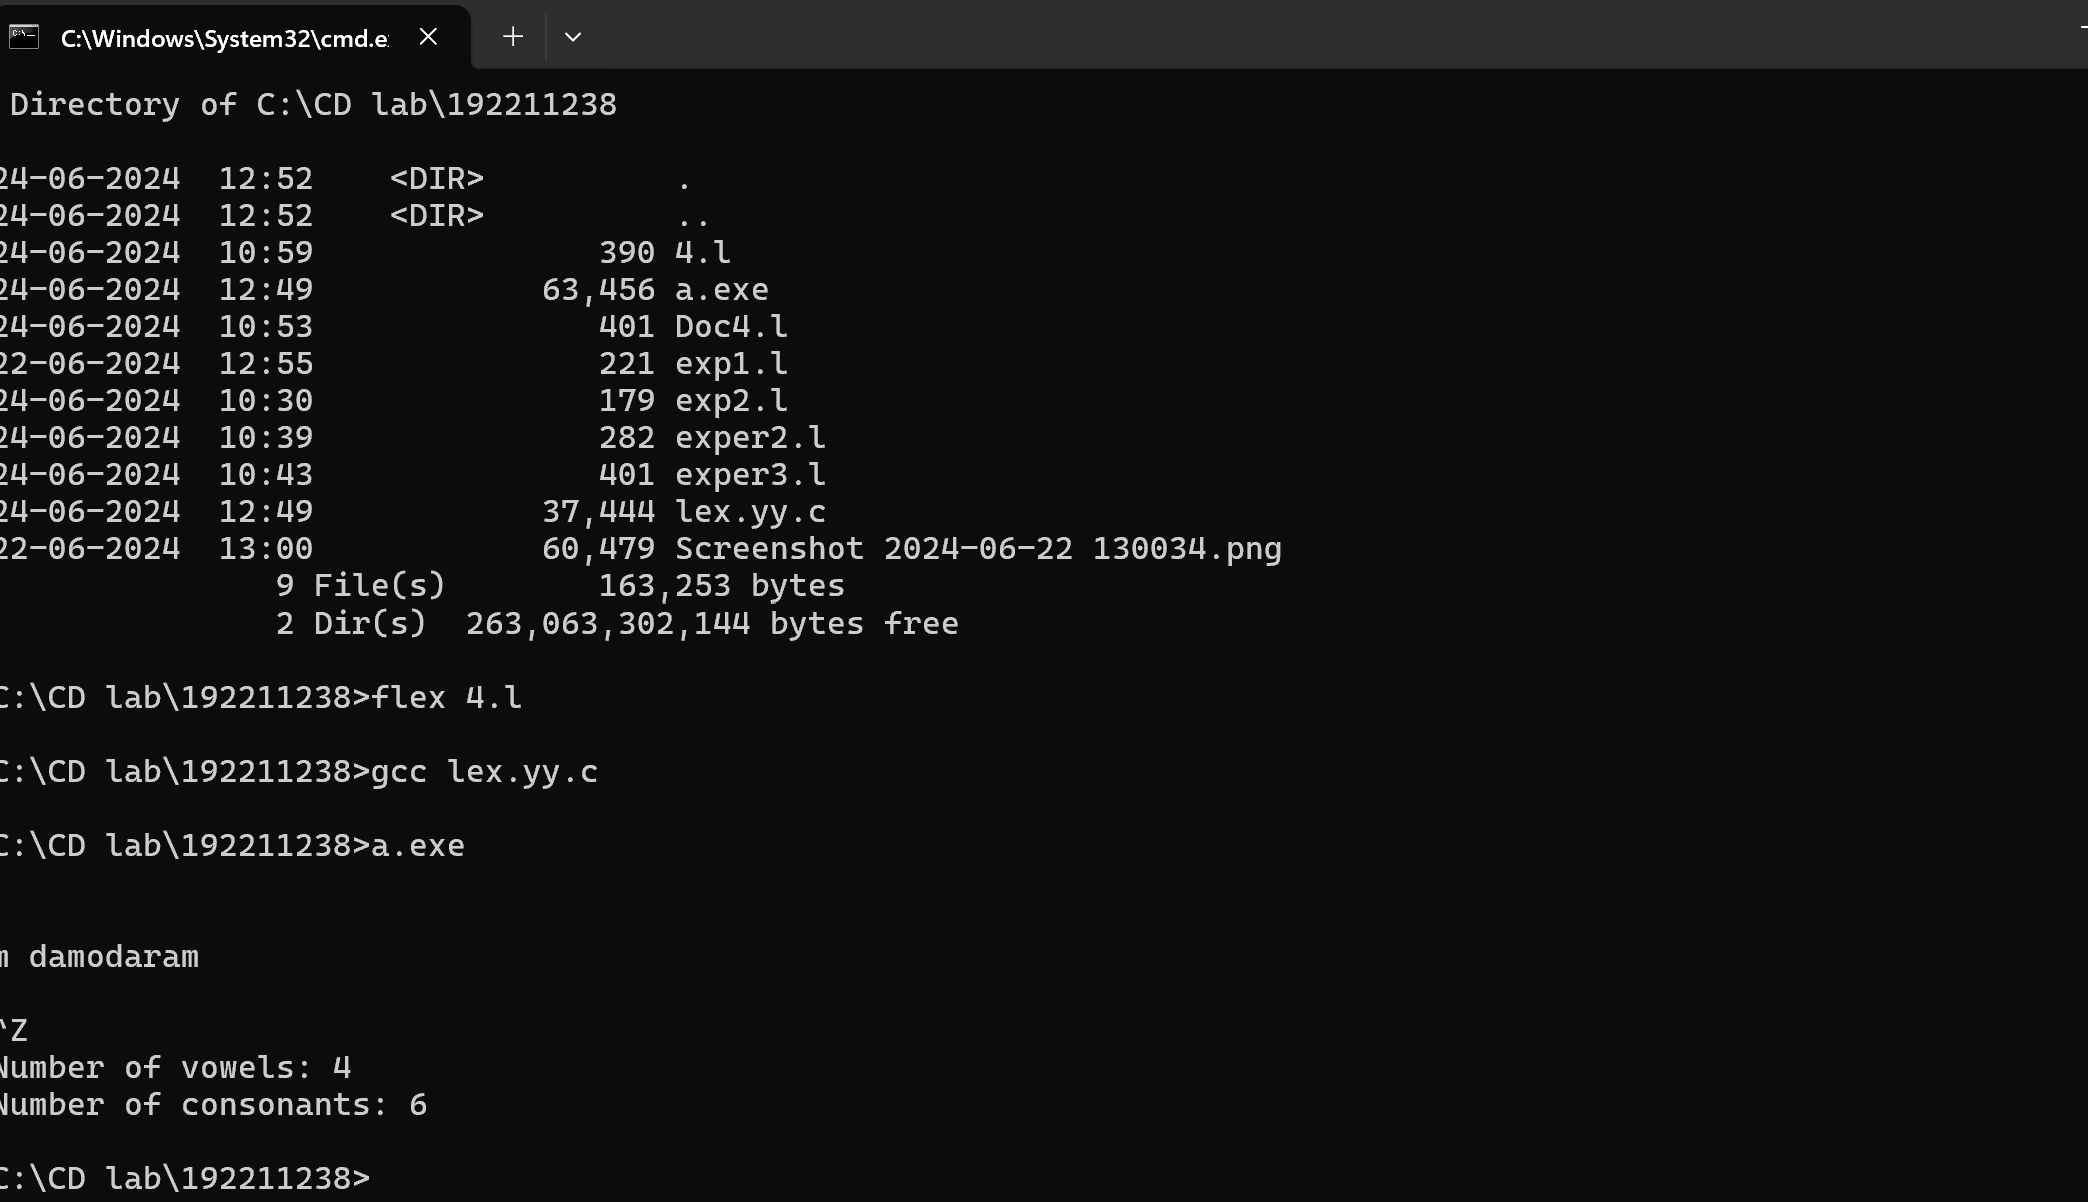 C:\Windows\System32\cmd.e
Directory of C:\CD lab\192211238
24-06-2024  12:52    <DIR>          .
24-06-2024  12:52    <DIR>          ..
24-06-2024  10:59               390 4.l
24-06-2024  12:49            63,456 a.exe
24-06-2024  10:53               401 Doc4.l
22-06-2024  12:55               221 exp1.l
24-06-2024  10:30               179 exp2.l
24-06-2024  10:39               282 exper2.l
24-06-2024  10:43               401 exper3.l
24-06-2024  12:49            37,444 lex.yy.c
22-06-2024  13:00            60,479 Screenshot 2024-06-22 130034.png
9 File(s)        163,253 bytes
2 Dir(s)  263,063,302,144 bytes free
C:\CD lab\192211238>flex 4.l
C:\CD lab\192211238>gcc lex.yy.c
C:\CD lab\192211238>a.exe
m damodaram
^Z
Number of vowels: 4
Number of consonants: 6
C:\CD lab\192211238>